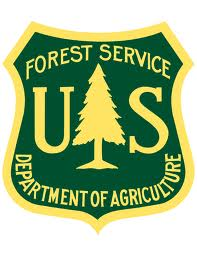 FOREST SERVICE
U S
DEPARTMENT OF AGRICULTURE